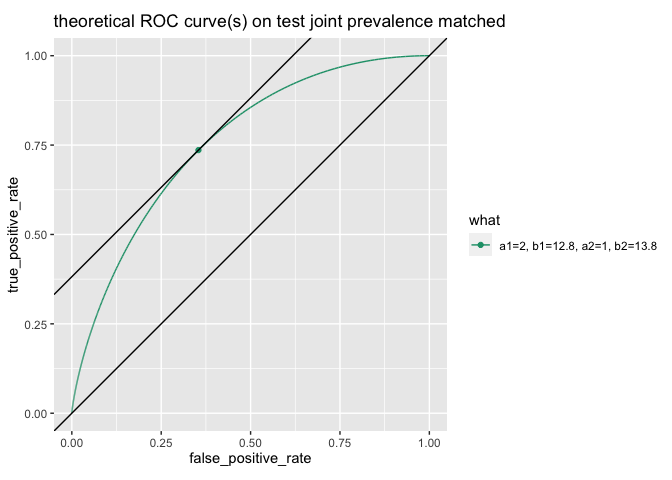 theoretical ROC curve(s) on test joint prevalence matched
1.00
0.75
0.50
0.25
0.00
true_positive_rate
0.00 0.25 0.50 0.75 1.00
false_positive_rate
what
a1=2, b1=12.8, a2=1, b2=13.8